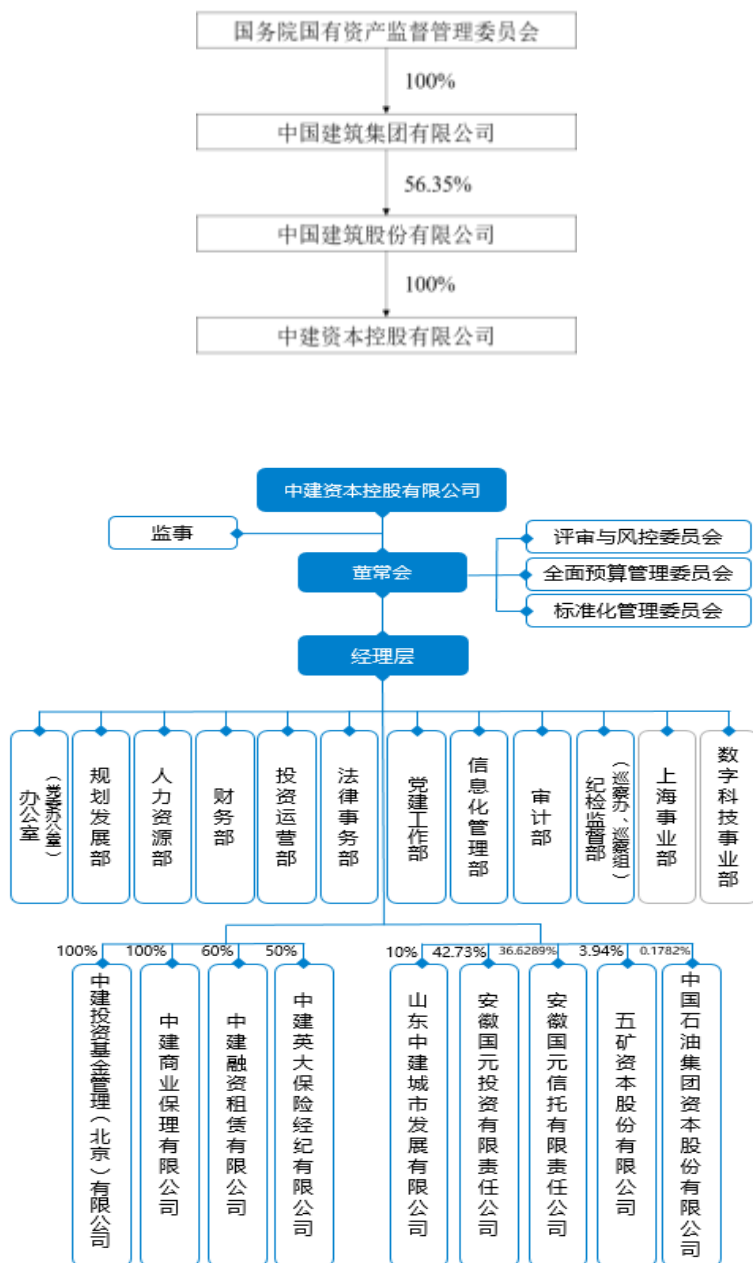 国务院国有资产监督管理委员会
100%
中国建筑集团有限公司
56.35%
中国建筑股份有限公司
100%
中建资本控股有限公司
中建资本控股有限公司
监事
董常会
评审与风控委员会
全面预算管理委员会
标准化管理委员会
经理层
办公室
（党委办公室）
规划发展部
人力资源部
财务部
投资运营部
法律事务部
党建工作部
信息化管理部
审计部
纪检监督部
（巡察办、巡察组）
上海事业部
数字科技事业部
100%
100%
60%
50%
10%
42.73%
36.6289%
3.94%
0.1782%
中建投资基金管理（北京）有限公司
中建商业保理有限公司
中建融资租赁有限公司
中建英大保险经纪有限公司
山东中建城市发展有限公司
安徽国元投资有限责任公司
安徽国元信托有限责任公司
五矿资本股份有限公司
中国石油集团资本股份有限公司